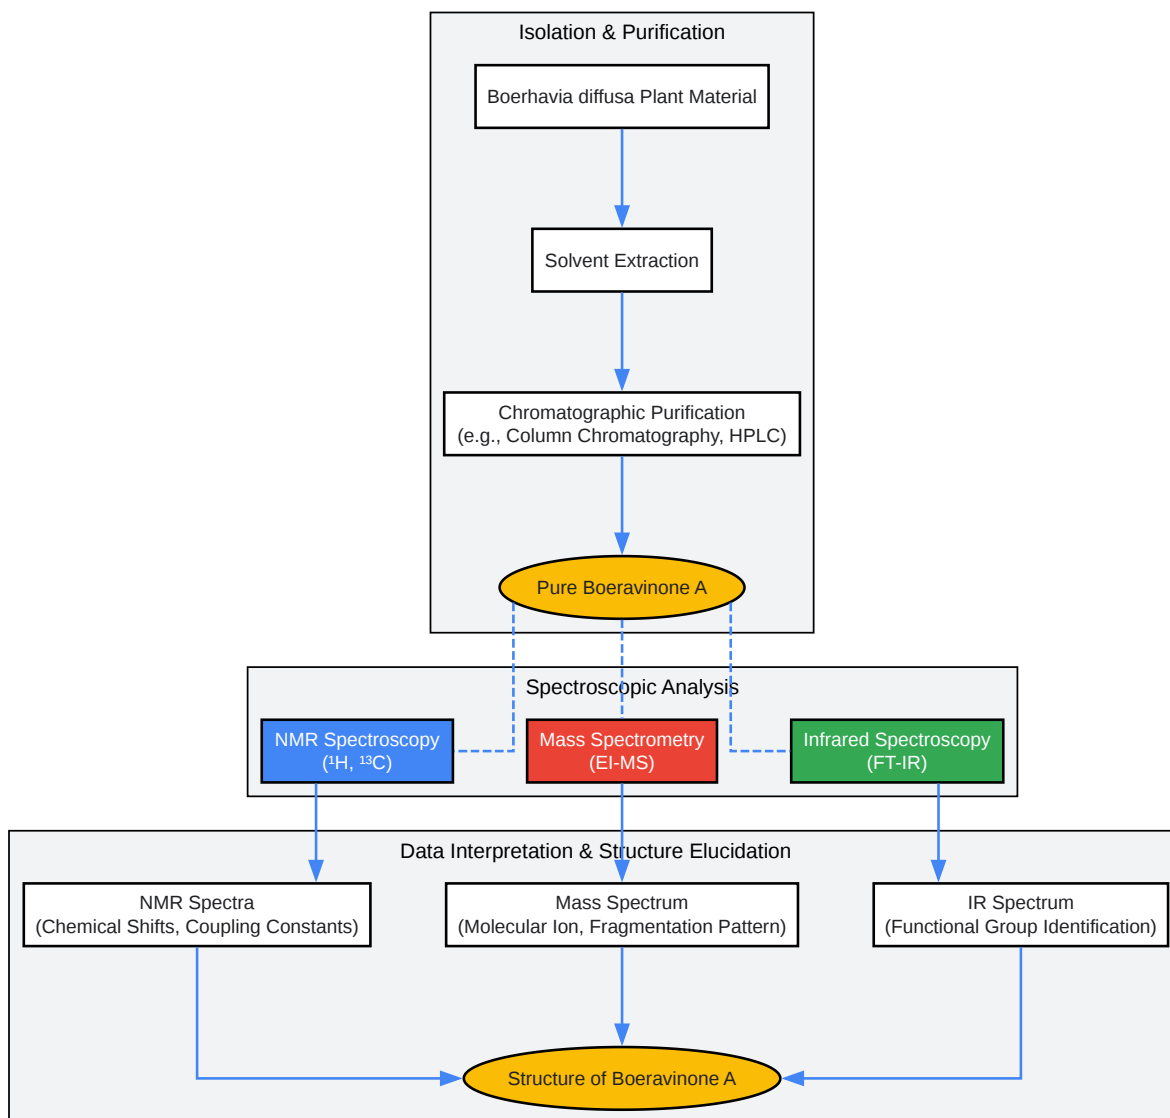 Isolation & Purification
Boerhavia diffusa Plant Material
Solvent Extraction
Chromatographic Purification
(e.g., Column Chromatography, HPLC)
Pure Boeravinone A
Spectroscopic Analysis
NMR Spectroscopy
(¹H, ¹³C)
Mass Spectrometry
(EI-MS)
Infrared Spectroscopy
(FT-IR)
Data Interpretation & Structure Elucidation
NMR Spectra
(Chemical Shifts, Coupling Constants)
Mass Spectrum
(Molecular Ion, Fragmentation Pattern)
IR Spectrum
(Functional Group Identification)
Structure of Boeravinone A